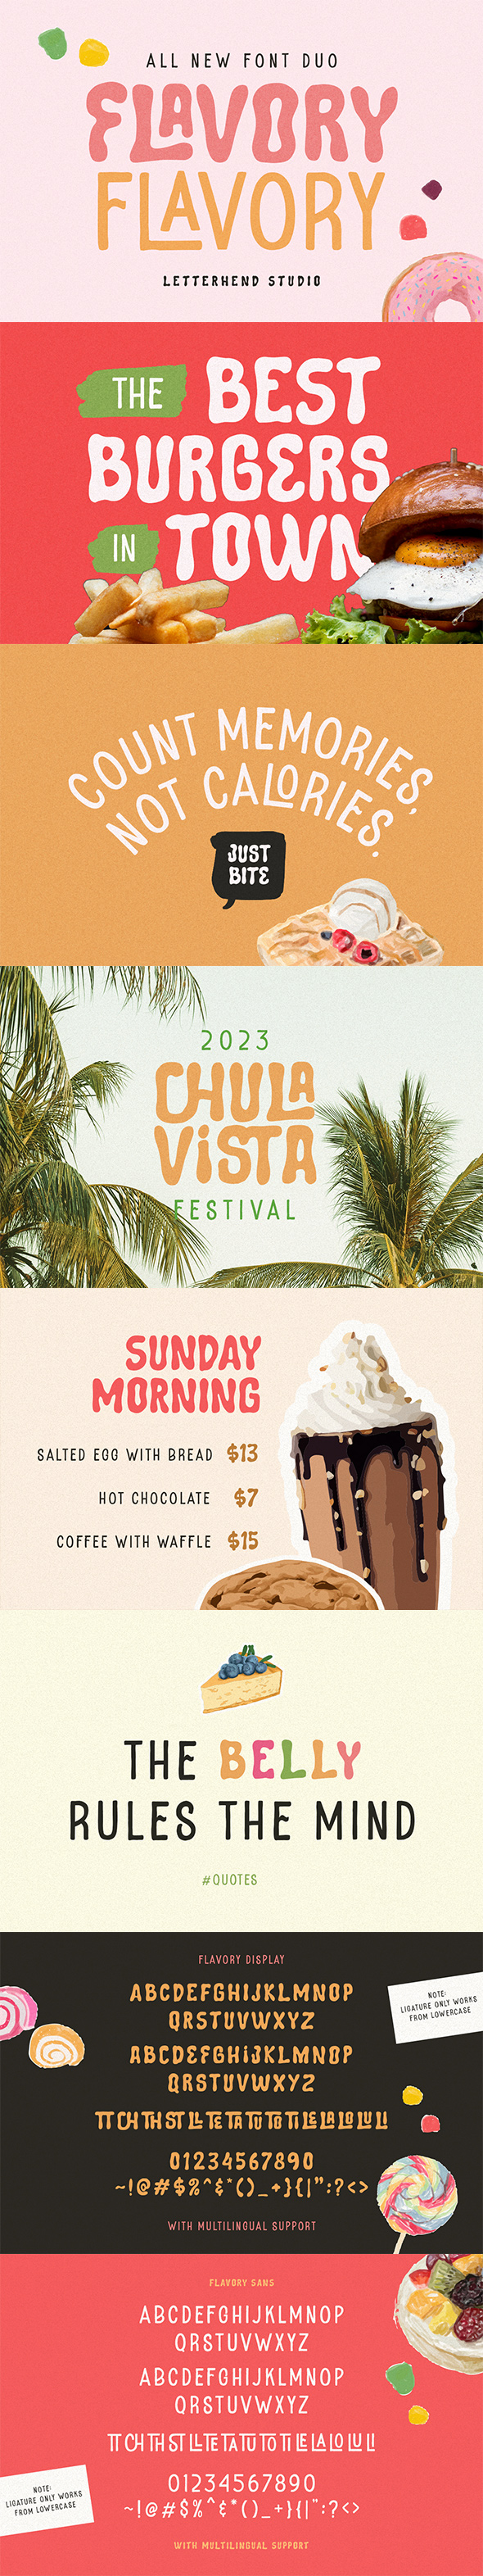 ALL NEW FONT DUO
FLAVORY
FLAVORY
LETTERHEND STUDIO
THE BEST
BURGERS
IN TOWN
COUNT MEMORIES,
NOT CALORIES.
JUST
BITE
2023
CHULA
VISTA
FESTIVAL
SUNDAY
MORNING
SALTED EGG WITH BREAD $13
HOT CHOCOLATE $7
COFFEE WITH WAFFLE $15
THE BELLY
RULES THE MIND
#QUOTES
FLAVORY DISPLAY
ABCDEFGHIJKLMNOP
QRSTUVWXYZ
ABCDEFGHIJKLMNOP
QRSTUVWXYZ
TT CH TH ST LL TE TA TU TO TI LE LA LO LU LI
01234567890
~!@#$%^&*()_+}{|":?<>
WITH MULTILINGUAL SUPPORT
NOTE:
LIGATURE ONLY WORKS
FROM LOWERCASE
FLAVORY SANS
ABCDEFGHIJKLMNOP
QRSTUVWXYZ
ABCDEFGHIJKLMNOP
QRSTUVWXYZ
TT CH TH ST LL TE TA TU TO TI LE LA LO LU LI
01234567890
~!@#$%^&*()_+}{|":?<>
NOTE:
LIGATURE ONLY WORKS
FROM LOWERCASE
WITH MULTILINGUAL SUPPORT